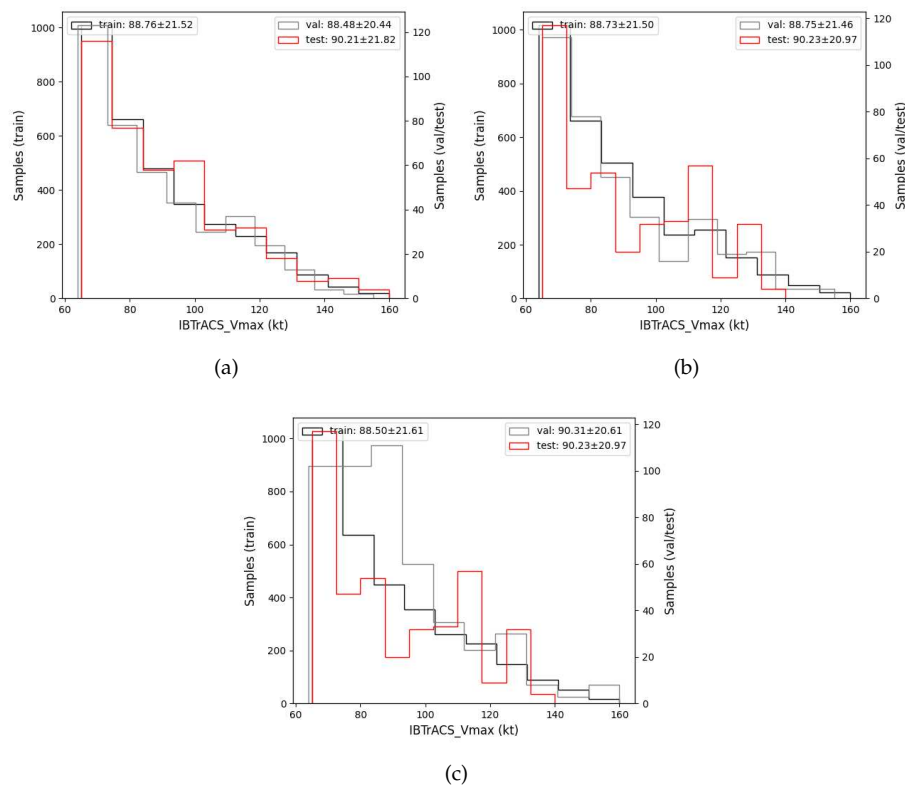 train: 88.76±21.52
val: 88.48±20.44
test: 90.21±21.82
1000
800
600
400
200
0
Samples (train)
120
100
80
60
40
20
0
Samples (val/test)
60 80 100 120 140 160
IBTrACS_Vmax (kt)
(a)
train: 88.73±21.50
val: 88.75±21.46
test: 90.23±20.97
1000
800
600
400
200
0
Samples (train)
120
100
80
60
40
20
0
Samples (val/test)
60 80 100 120 140 160
IBTrACS_Vmax (kt)
(b)
train: 88.50±21.61
val: 90.31±20.61
test: 90.23±20.97
1000
800
600
400
200
0
Samples (train)
120
100
80
60
40
20
0
Samples (val/test)
60 80 100 120 140 160
IBTrACS_Vmax (kt)
(c)